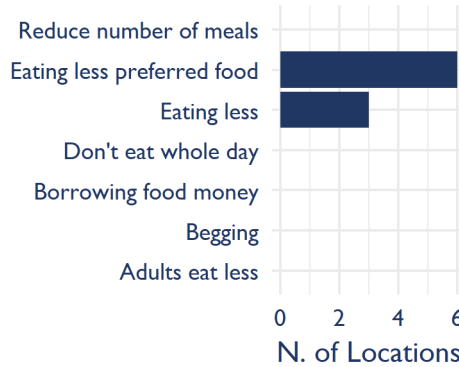 Reduce number of meals
Eating less preferred food
Eating less
Don't eat whole day
Borrowing food money
Begging
Adults eat less
0 2 4 6
N. of Locations